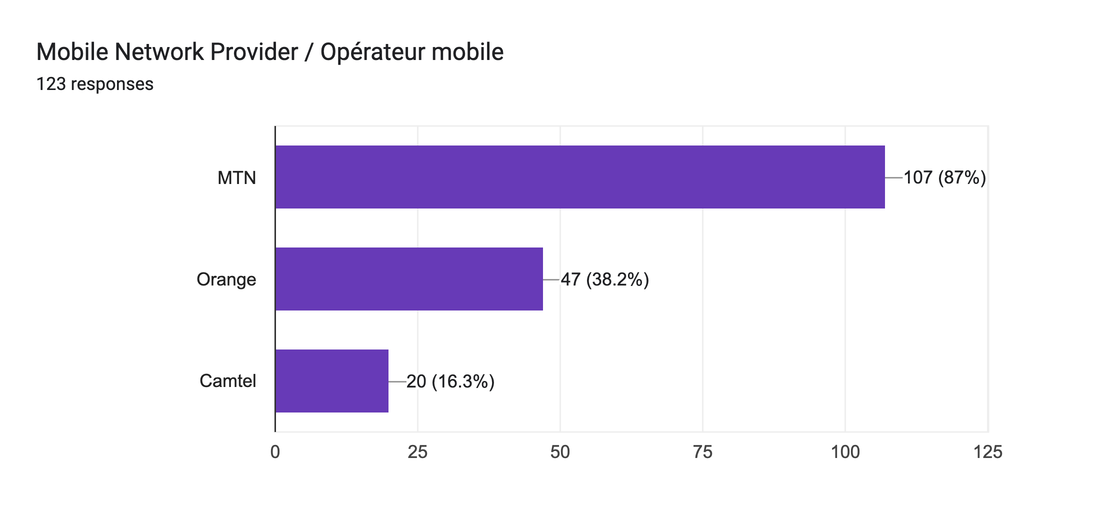 Mobile Network Provider / Opérateur mobile
123 responses
MTN 107 (87%)
Orange 47 (38.2%)
Camtel 20 (16.3%)
0 25 50 75 100 125